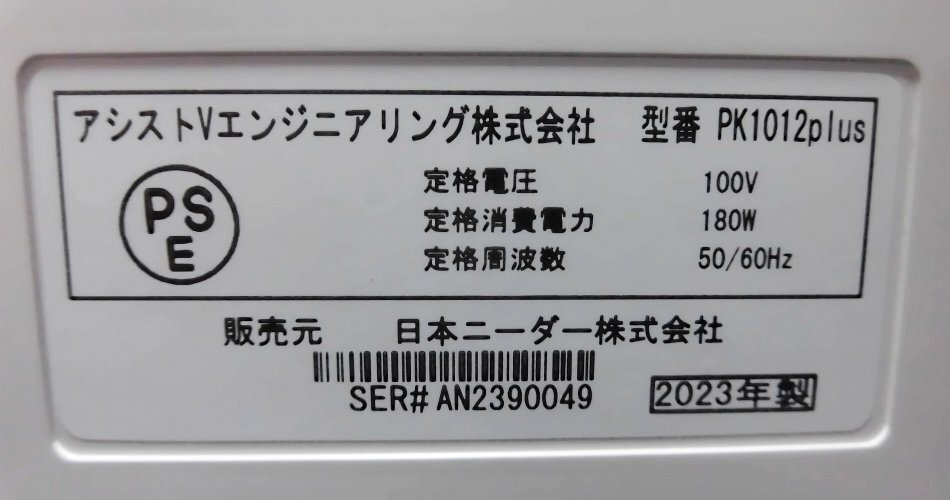 アシストVエンジニアリング株式会社 型番 PK1012plus
PS
E
定格電圧 100V
定格消費電力 180W
定格周波数 50/60Hz
販売元 日本ニーダー株式会社
SER# AN2390049
2023年製